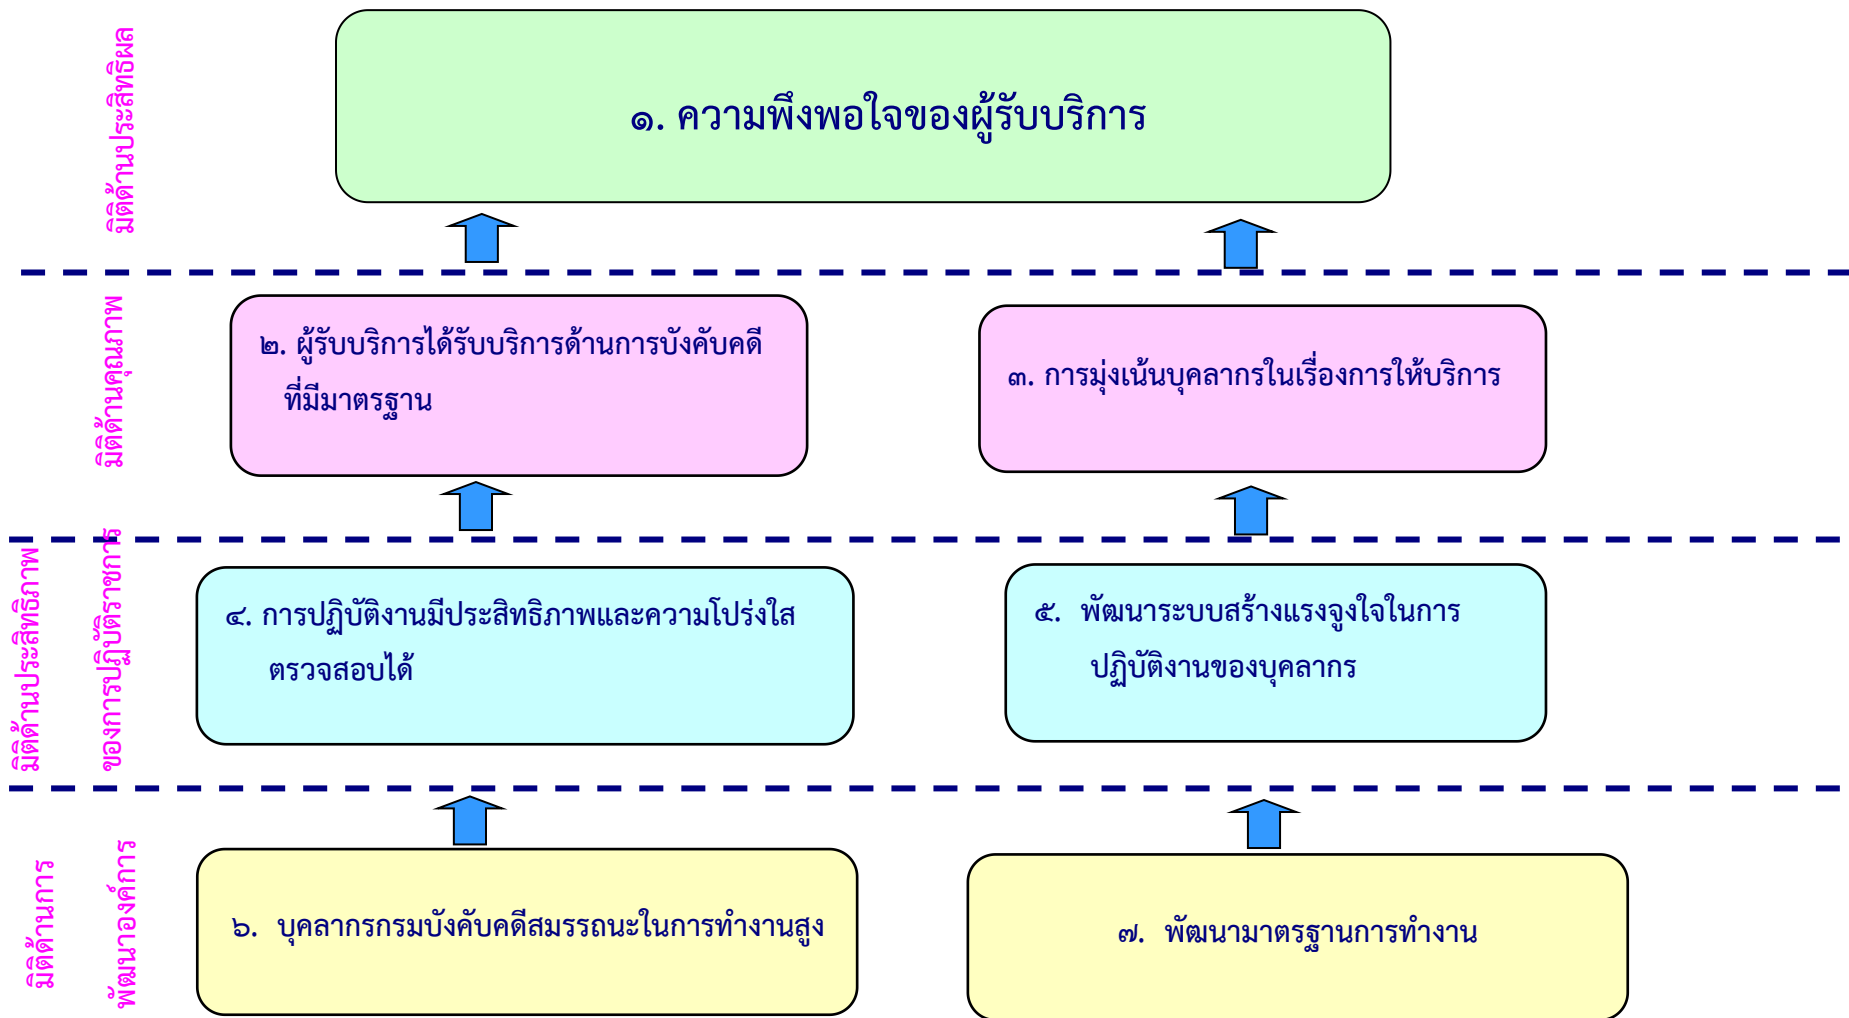 มิติด้านประสิทธิผล
๑. ความพึงพอใจของผู้รับบริการ
มิติด้านคุณภาพ
๒. ผู้รับบริการได้รับบริการด้านการบังคับคดี
ที่มีมาตรฐาน
๓. การมุ่งเน้นบุคลากรในเรื่องการให้บริการ
มิติด้านประสิทธิภาพ
ของการปฏิบัติราชการ
๔. การปฏิบัติงานมีประสิทธิภาพและความโปร่งใส
ตรวจสอบได้
๕. พัฒนาระบบสร้างแรงจูงใจในการ
ปฏิบัติงานของบุคลากร
มิติด้านการ
พัฒนาองค์การ
๖. บุคลากรกรมบังคับคดีสมรรถนะในการทำงานสูง
๗. พัฒนามาตรฐานการทำงาน